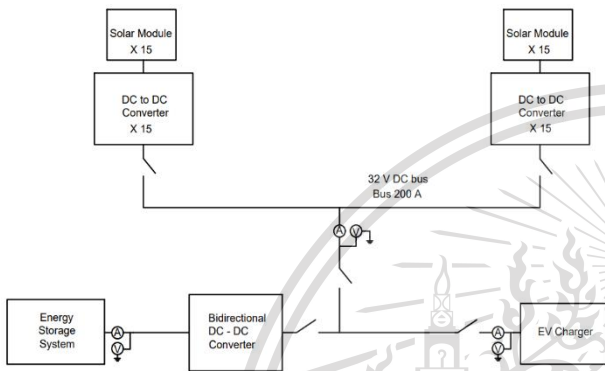 Solar Module
X 15
Solar Module
X 15
DC to DC
Converter
X 15
DC to DC
Converter
X 15
32 V DC bus
Bus 200 A
A
V
Energy
Storage
System
A
V
Bidirectional
DC - DC
Converter
A
V
EV Charger
?